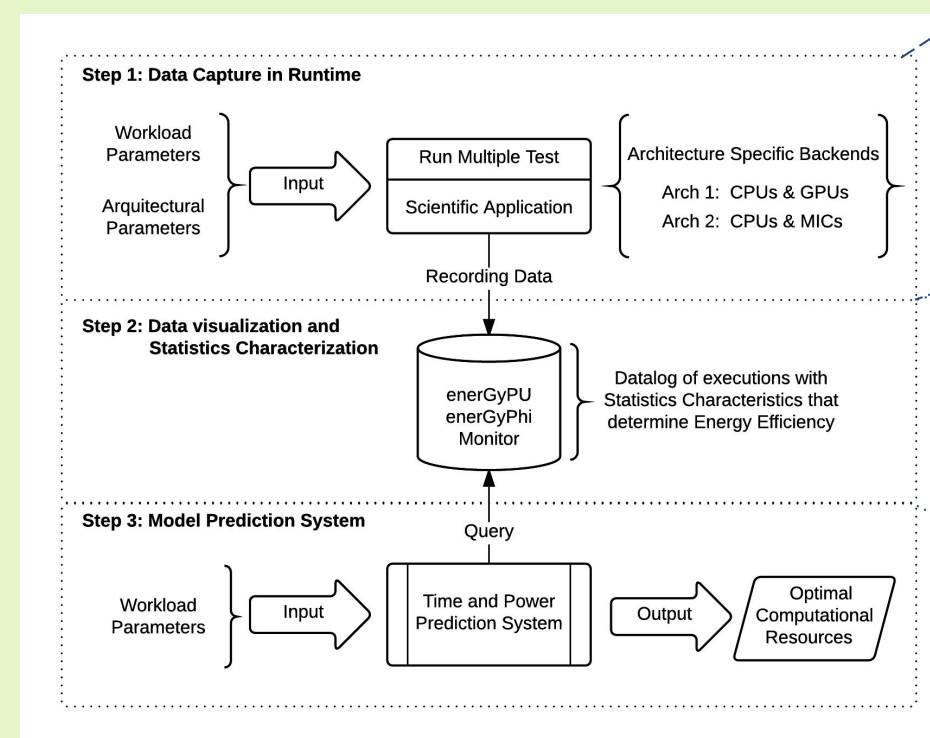 Step 1: Data Capture in Runtime
Workload
Parameters
Arquitectural
Parameters
Input
Run Multiple Test
Scientific Application
Architecture Specific Backends
Arch 1: CPUs & GPUs
Arch 2: CPUs & MICs
Recording Data
Step 2: Data visualization and
Statistics Characterization
enerGyPU
enerGyPhi
Monitor
Datalog of executions with
Statistics Characteristics that
determine Energy Efficiency
Step 3: Model Prediction System
Query
Workload
Parameters
Input
Time and Power
Prediction System
Output
Optimal
Computational
Resources